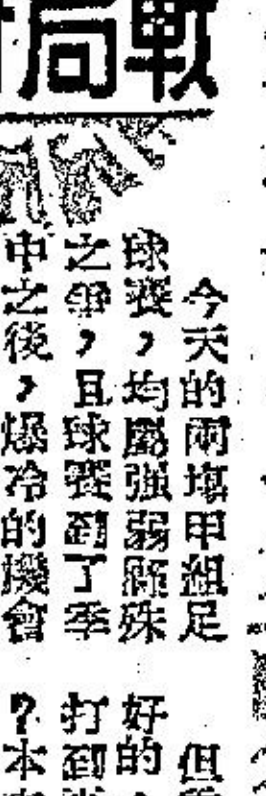 戰局
今天的兩場甲組足
球賽，均屬強弱懸殊
之爭，且球賽到了季
中之後，爆冷的機會
但
好的
打到
？本